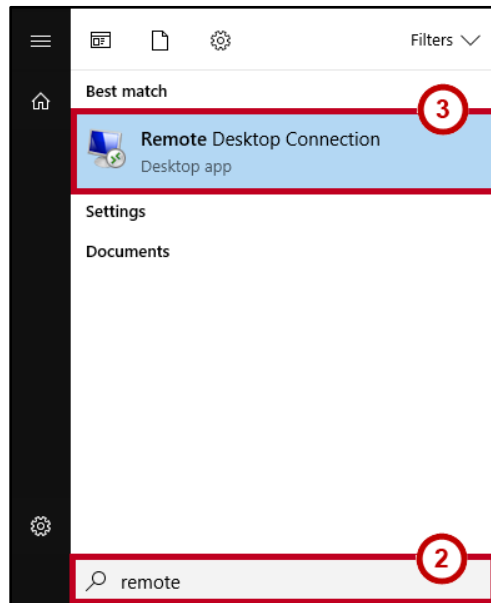 Filters
Best match
3
Remote Desktop Connection
Desktop app
Settings
Documents
2
remote